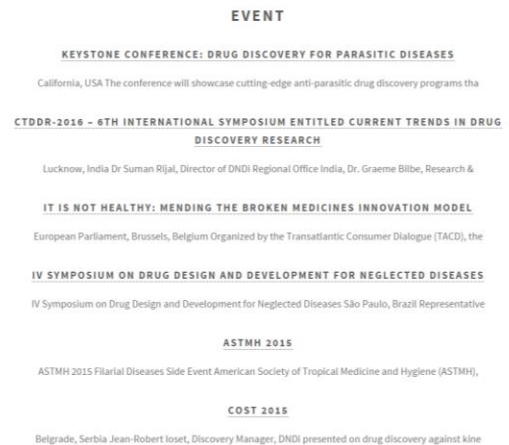 EVENT
KEYSTONE CONFERENCE: DRUG DISCOVERY FOR PARASITIC DISEASES
California, USA The conference will showcase cutting-edge anti-parasitic drug discovery programs tha
CTDDR-2016 – 6TH INTERNATIONAL SYMPOSIUM ENTITLED CURRENT TRENDS IN DRUG
DISCOVERY RESEARCH
Lucknow, India Dr Suman Rijal, Director of DNDi Regional Office India, Dr. Graeme Bilbe, Research &
IT IS NOT HEALTHY: MENDING THE BROKEN MEDICINES INNOVATION MODEL
European Parliament, Brussels, Belgium Organized by the Transatlantic Consumer Dialogue (TACD), the
IV SYMPOSIUM ON DRUG DESIGN AND DEVELOPMENT FOR NEGLECTED DISEASES
IV Symposium on Drug Design and Development for Neglected Diseases São Paulo, Brazil Representative
ASTMH 2015
ASTMH 2015 Filarial Diseases Side Event American Society of Tropical Medicine and Hygiene (ASTMH),
COST 2015
Belgrade, Serbia Jean-Robert Ioset, Discovery Manager, DNDi presented on drug discovery against kine